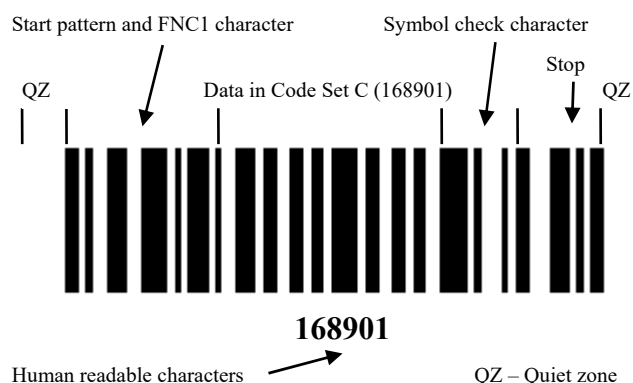 Start pattern and FNC1 character Symbol check character
Stop
QZ Data in Code Set C (168901) QZ
168901
Human readable characters QZ – Quiet zone